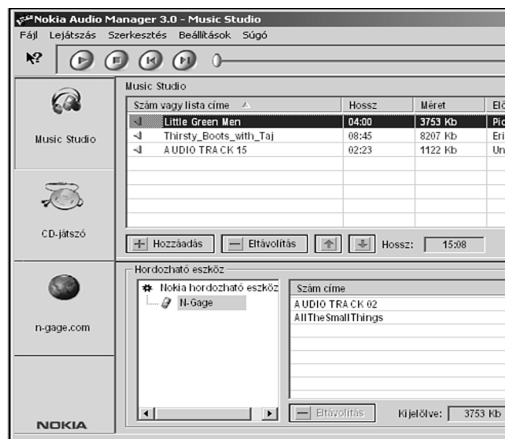 Nokia Audio Manager 3.0 - Music Studio
Fájl Lejátszás Szerkesztés Beállítások Súgó
Music Studio
Szám vagy lista címe Hossz Méret
Little Green Men 04:00 3753 Kb Pic
Thirsty_Boots_with_Taj 08:45 8207 Kb Eri
AUDIO TRACK 15 02:23 1122 Kb Un
Music Studio
CD-játszó
n-gage.com
NOKIA
Hozzáadás Eltávolítás Hossz: 15:08
Hordozható eszköz
Nokia hordozható eszköz
N-Gage
Szám címe
AUDIO TRACK 02
AllTheSmallThings
Eltávolítás Kijelölve: 3753 Kb